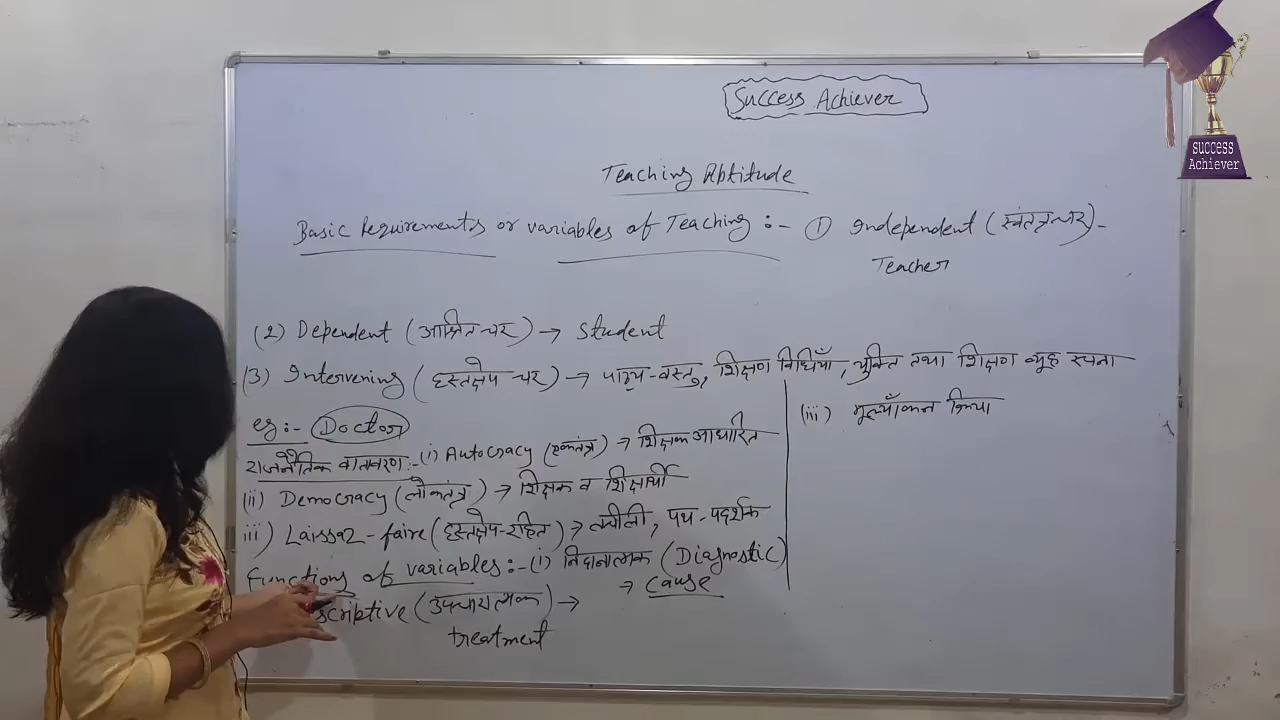 Success Achiever
success
Achiever
Teaching Aptitude
Basic Requirements or variables of Teaching :- ① Independent (स्वतंत्र चर) -
Teacher
(2) Dependent (आश्रित चर) → Student
(3) Intervening (हस्तक्षेप चर) → पाठ्य-वस्तु, शिक्षण विधियाँ, युक्ति तथा शिक्षण व्यूह रचना
eg:- Doctor
राजनैतिक वातावरण:- (i) Autocracy (एकतंत्र) → शिक्षक आधारित
(ii) Democracy (लोकतंत्र) → शिक्षक व शिक्षार्थी
iii) Laissaz-faire (हस्तक्षेप-रहित) → लचीली, पथ-प्रदर्शक
Functions of variables:- (i) निदानात्मक (Diagnostic)
→ Cause
scriptive (उपचारात्मक) →
treatment
(iii) मूल्याँकन क्रिया